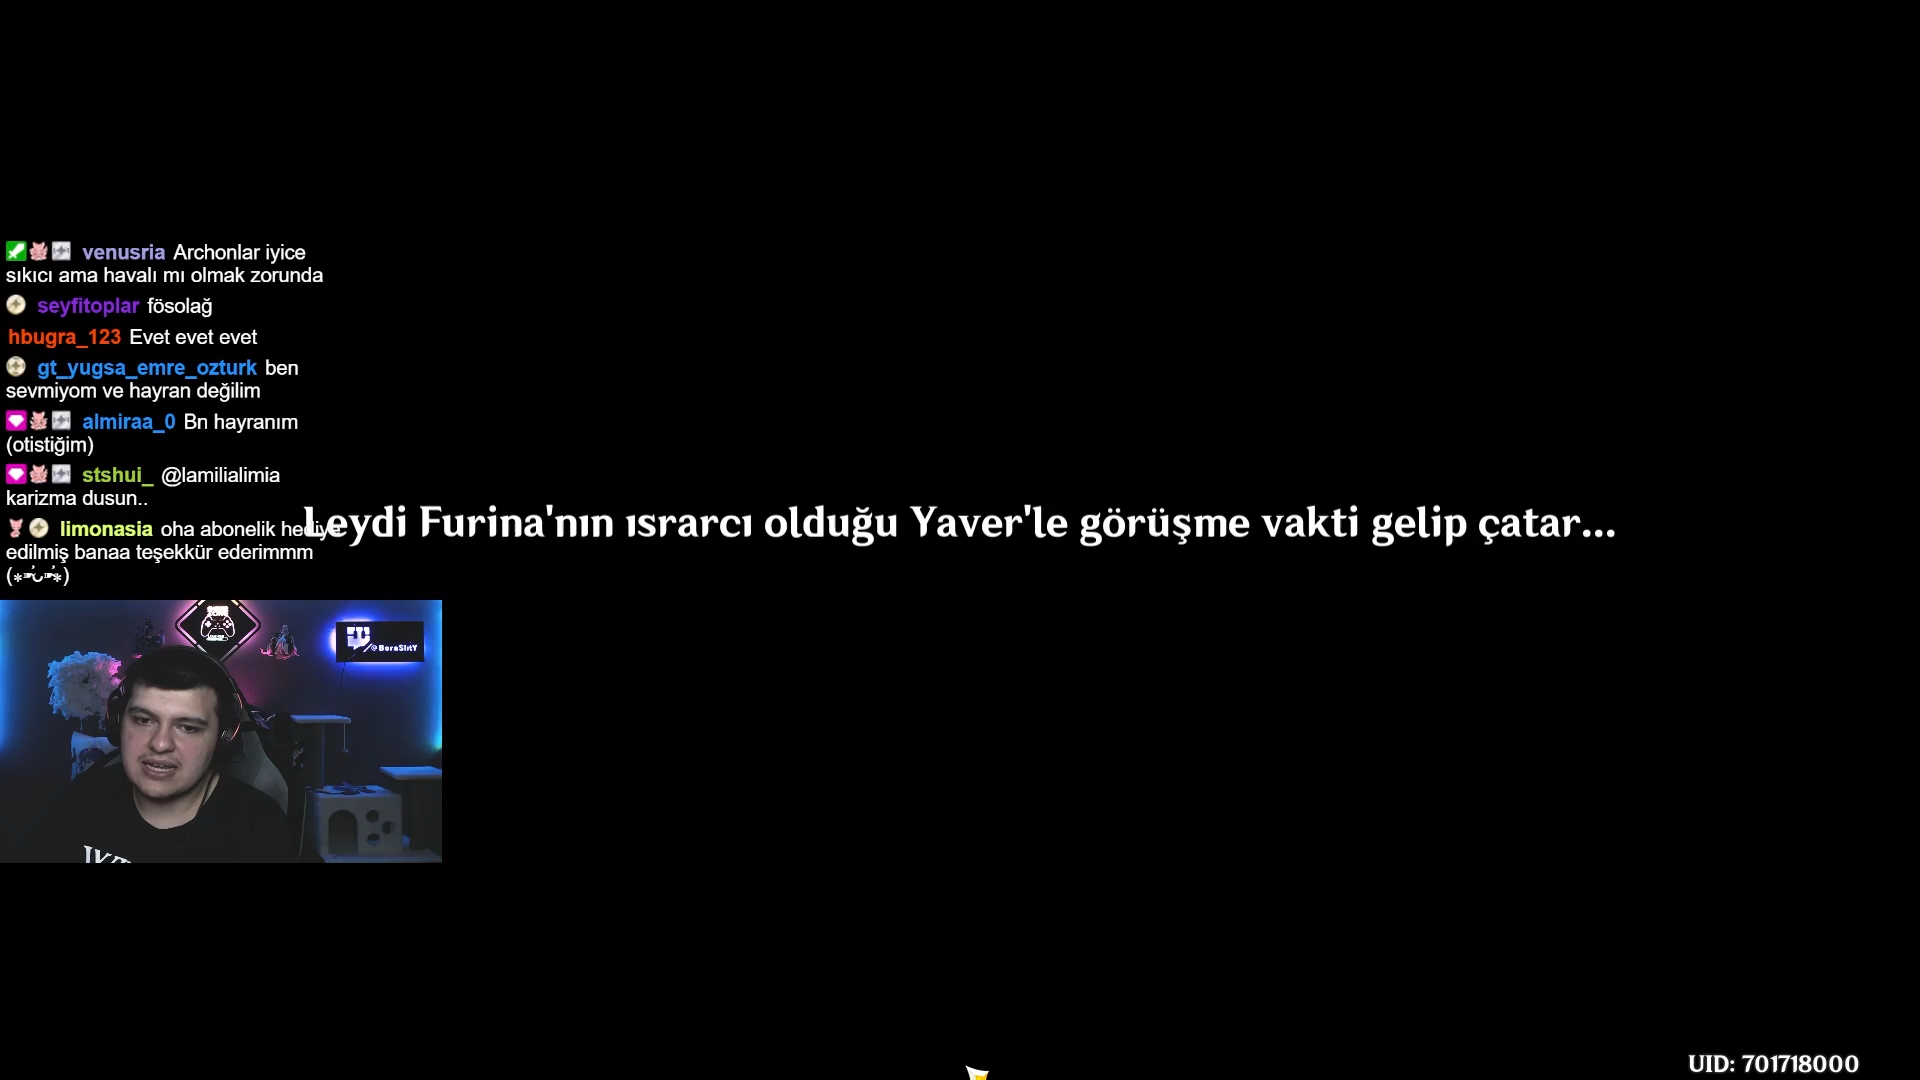 venusria Archonlar iyice
sıkıcı ama havalı mı olmak zorunda
seyfitoplar fösolağ
hbugra_123 Evet evet evet
gt_yugsa_emre_ozturk ben
sevmiyom ve hayran değilim
almiraa_0 Bn hayranım
(otistiğim)
stshui_ @lamilialimia
karizma dusun..
limonasia oha abonelik hediye
edilmiş banaa teşekkür ederimmm
Leydi Furina'nın ısrarcı olduğu Yaver'le görüşme vakti gelip çatar...
@BoraSlrtY
UID: 701718000